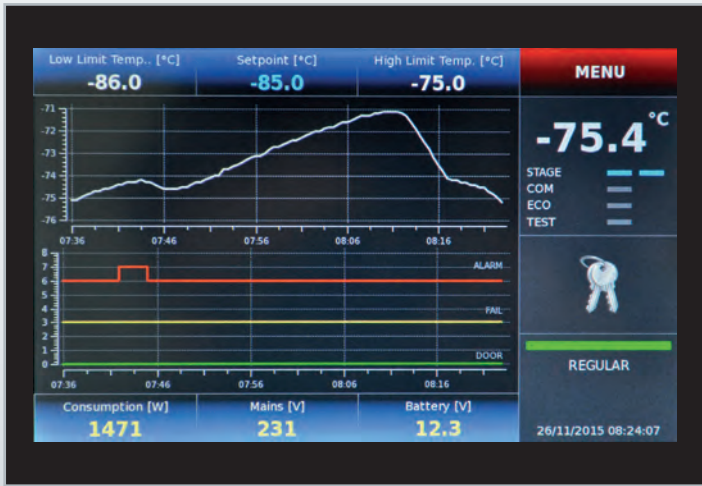 Low Limit Temp.. [°C] Setpoint [°C] High Limit Temp. [°C] MENU
-86.0 -85.0 -75.0
-75.4 °C
STAGE
COM
ECO
TEST
-71
-72
-73
-74
-75
-76
07:36 07:46 07:56 08:06 08:16
8
7 ALARM
6
5
4 FAIL
3
2
1 DOOR
0
07:36 07:46 07:56 08:06 08:16
REGULAR
Consumption [W] Mains [V] Battery [V]
1471 231 12.3
26/11/2015 08:24:07